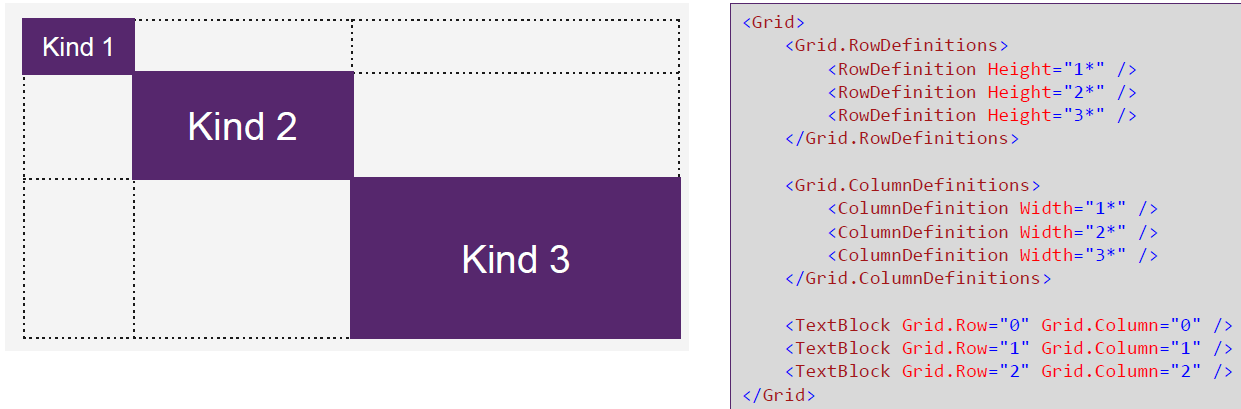 Kind 1
Kind 2
Kind 3
<Grid>
<Grid.RowDefinitions>
<RowDefinition Height="1*" />
<RowDefinition Height="2*" />
<RowDefinition Height="3*" />
</Grid.RowDefinitions>
<Grid.ColumnDefinitions>
<ColumnDefinition Width="1*" />
<ColumnDefinition Width="2*" />
<ColumnDefinition Width="3*" />
</Grid.ColumnDefinitions>
<TextBlock Grid.Row="0" Grid.Column="0" />
<TextBlock Grid.Row="1" Grid.Column="1" />
<TextBlock Grid.Row="2" Grid.Column="2" />
</Grid>